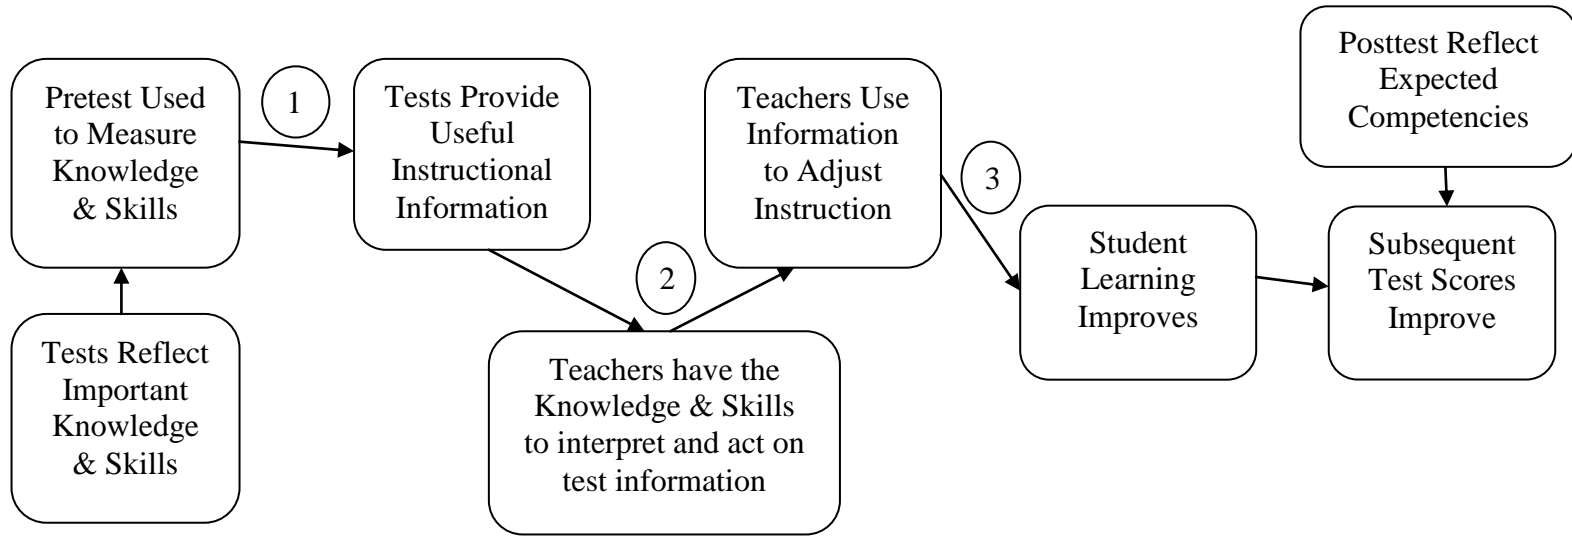 Pretest Used
to Measure
Knowledge
& Skills
1
Tests Provide
Useful
Instructional
Information
Teachers Use
Information
to Adjust
Instruction
Posttest Reflect
Expected
Competencies
Tests Reflect
Important
Knowledge
& Skills
2
Teachers have the
Knowledge & Skills
to interpret and act on
test information
3
Student
Learning
Improves
Subsequent
Test Scores
Improve